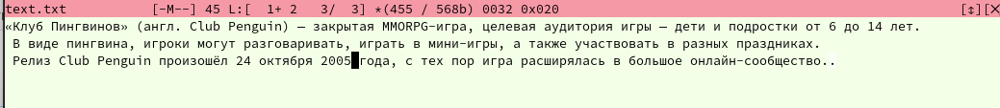 text.txt [-M--] 45 L:[ 1+ 2 3/ 3] *(455 / 568b) 0032 0x020 [↕][X]
«Клуб Пингвинов» (англ. Club Penguin) — закрытая MMORPG-игра, целевая аудитория игры — дети и подростки от 6 до 14 лет.
В виде пингвина, игроки могут разговаривать, играть в мини-игры, а также участвовать в разных праздниках.
Релиз Club Penguin произошёл 24 октября 2005 года, с тех пор игра расширялась в большое онлайн-сообщество..